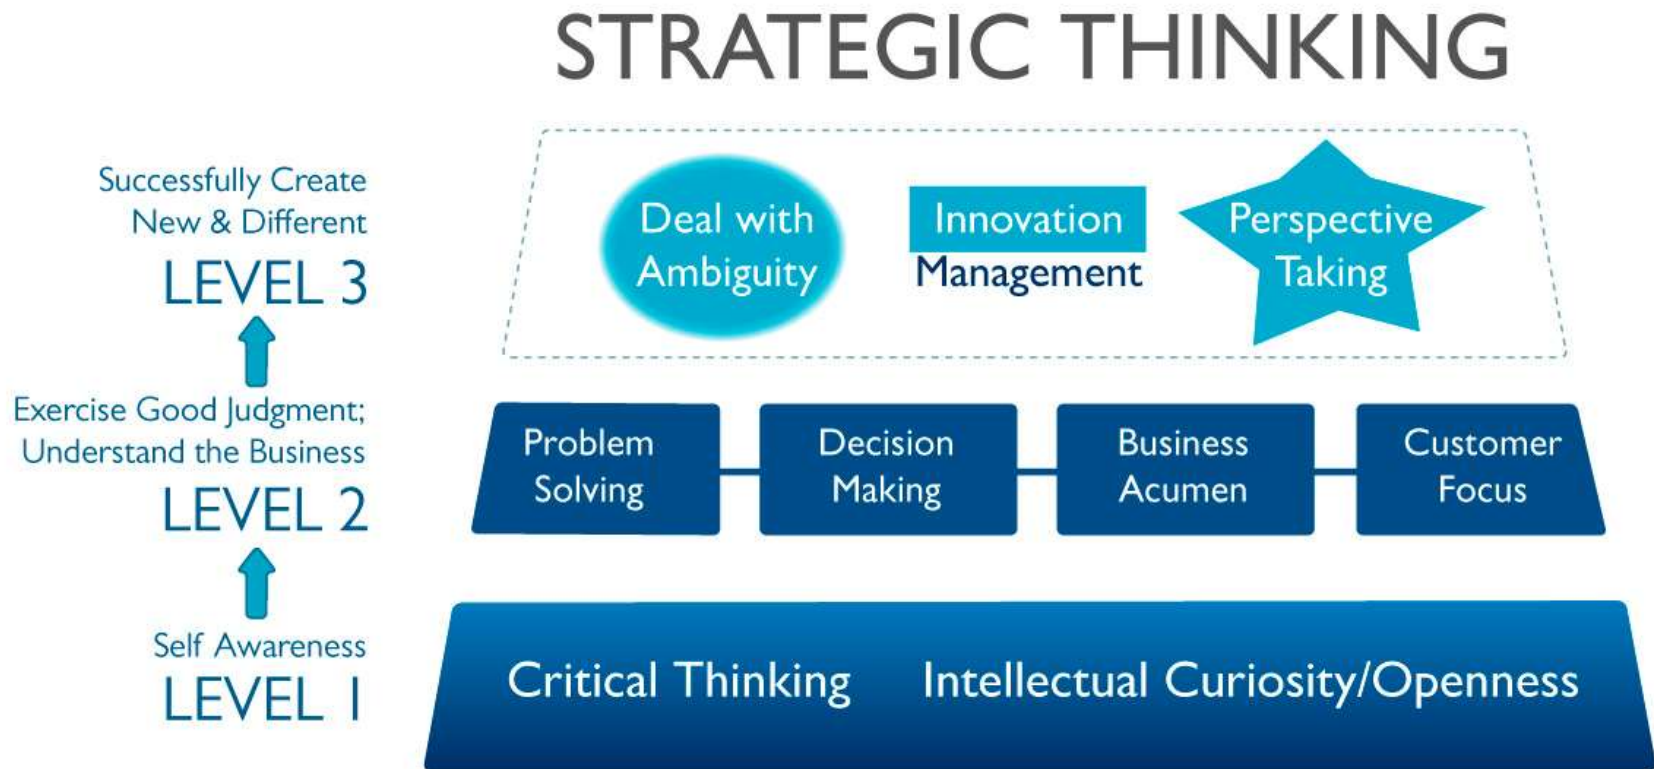 STRATEGIC THINKING
Successfully Create
New & Different
LEVEL 3
Deal with
Ambiguity
Innovation
Management
Perspective
Taking
Exercise Good Judgment;
Understand the Business
LEVEL 2
Problem
Solving
Decision
Making
Business
Acumen
Customer
Focus
Self Awareness
LEVEL 1
Critical Thinking
Intellectual Curiosity/Openness